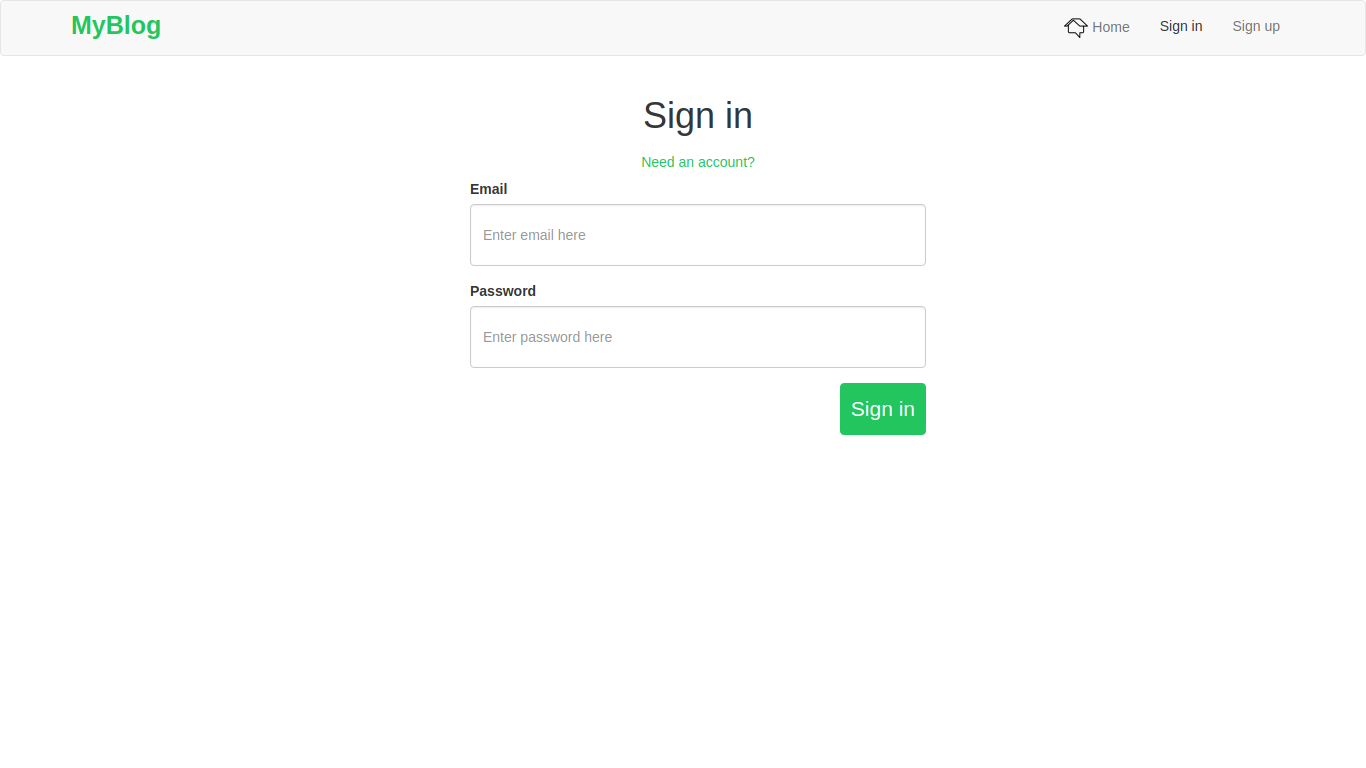 MyBlog
Home Sign in Sign up
Sign in
Need an account?
Email
Enter email here
Password
Enter password here
Sign in